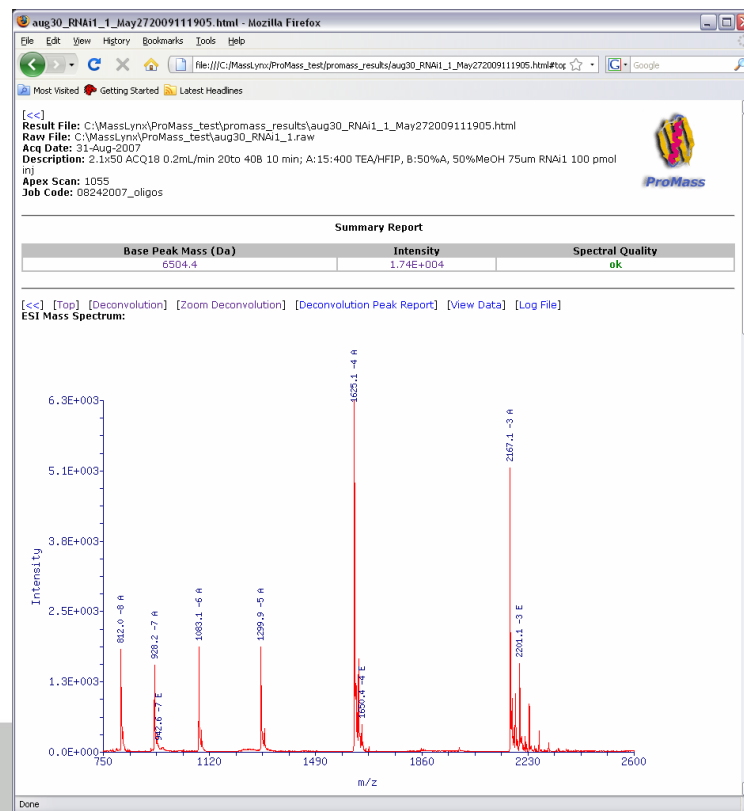 aug30_RNAi1_1_May272009111905.html - Mozilla Firefox
File Edit View History Bookmarks Tools Help
file:///C:/MassLynx/ProMass_test/promass_results/aug30_RNAi1_1_May272009111905.html#top
Google
Most Visited Getting Started Latest Headlines
[<<]
Result File: C:\MassLynx\ProMass_test\promass_results\aug30_RNAi1_1_May272009111905.html
Raw File: C:\MassLynx\ProMass_test\aug30_RNAi1_1.raw
Acq Date: 31-Aug-2007
Description: 2.1x50 ACQ18 0.2mL/min 20to 40B 10 min; A:15:400 TEA/HFIP, B:50%A, 50%MeOH 75um RNAi1 100 pmol
inj
Apex Scan: 1055
Job Code: 08242007_oligos
ProMass
Summary Report
Base Peak Mass (Da) Intensity Spectral Quality
6504.4 1.74E+004 ok
[<<] [Top] [Deconvolution] [Zoom Deconvolution] [Deconvolution Peak Report] [View Data] [Log File]
ESI Mass Spectrum:
Intensity
6.3E+003
5.1E+003
3.8E+003
2.5E+003
1.3E+003
0.0E+000
812.0 -8 A
928.2 -7 A
942.6 -7 E
1083.1 -6 A
1299.9 -5 A
1625.1 -4 A
1650.4 -4 E
2167.1 -3 A
2201.1 -3 E
750 1120 1490 1860 2230 2600
m/z
Done